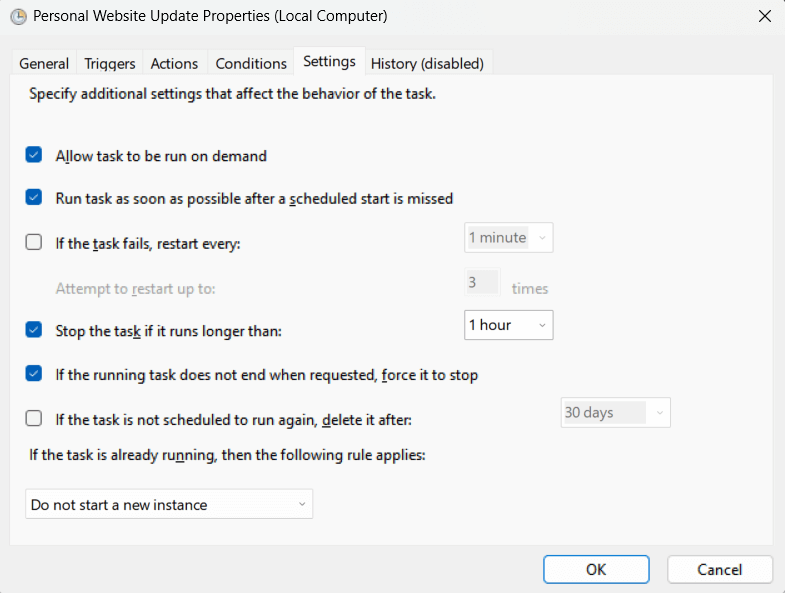 Personal Website Update Properties (Local Computer)
General Triggers Actions Conditions Settings History (disabled)
Specify additional settings that affect the behavior of the task.
Allow task to be run on demand
Run task as soon as possible after a scheduled start is missed
If the task fails, restart every: 1 minute
Attempt to restart up to: 3 times
Stop the task if it runs longer than: 1 hour
If the running task does not end when requested, force it to stop
If the task is not scheduled to run again, delete it after: 30 days
If the task is already running, then the following rule applies:
Do not start a new instance
OK Cancel